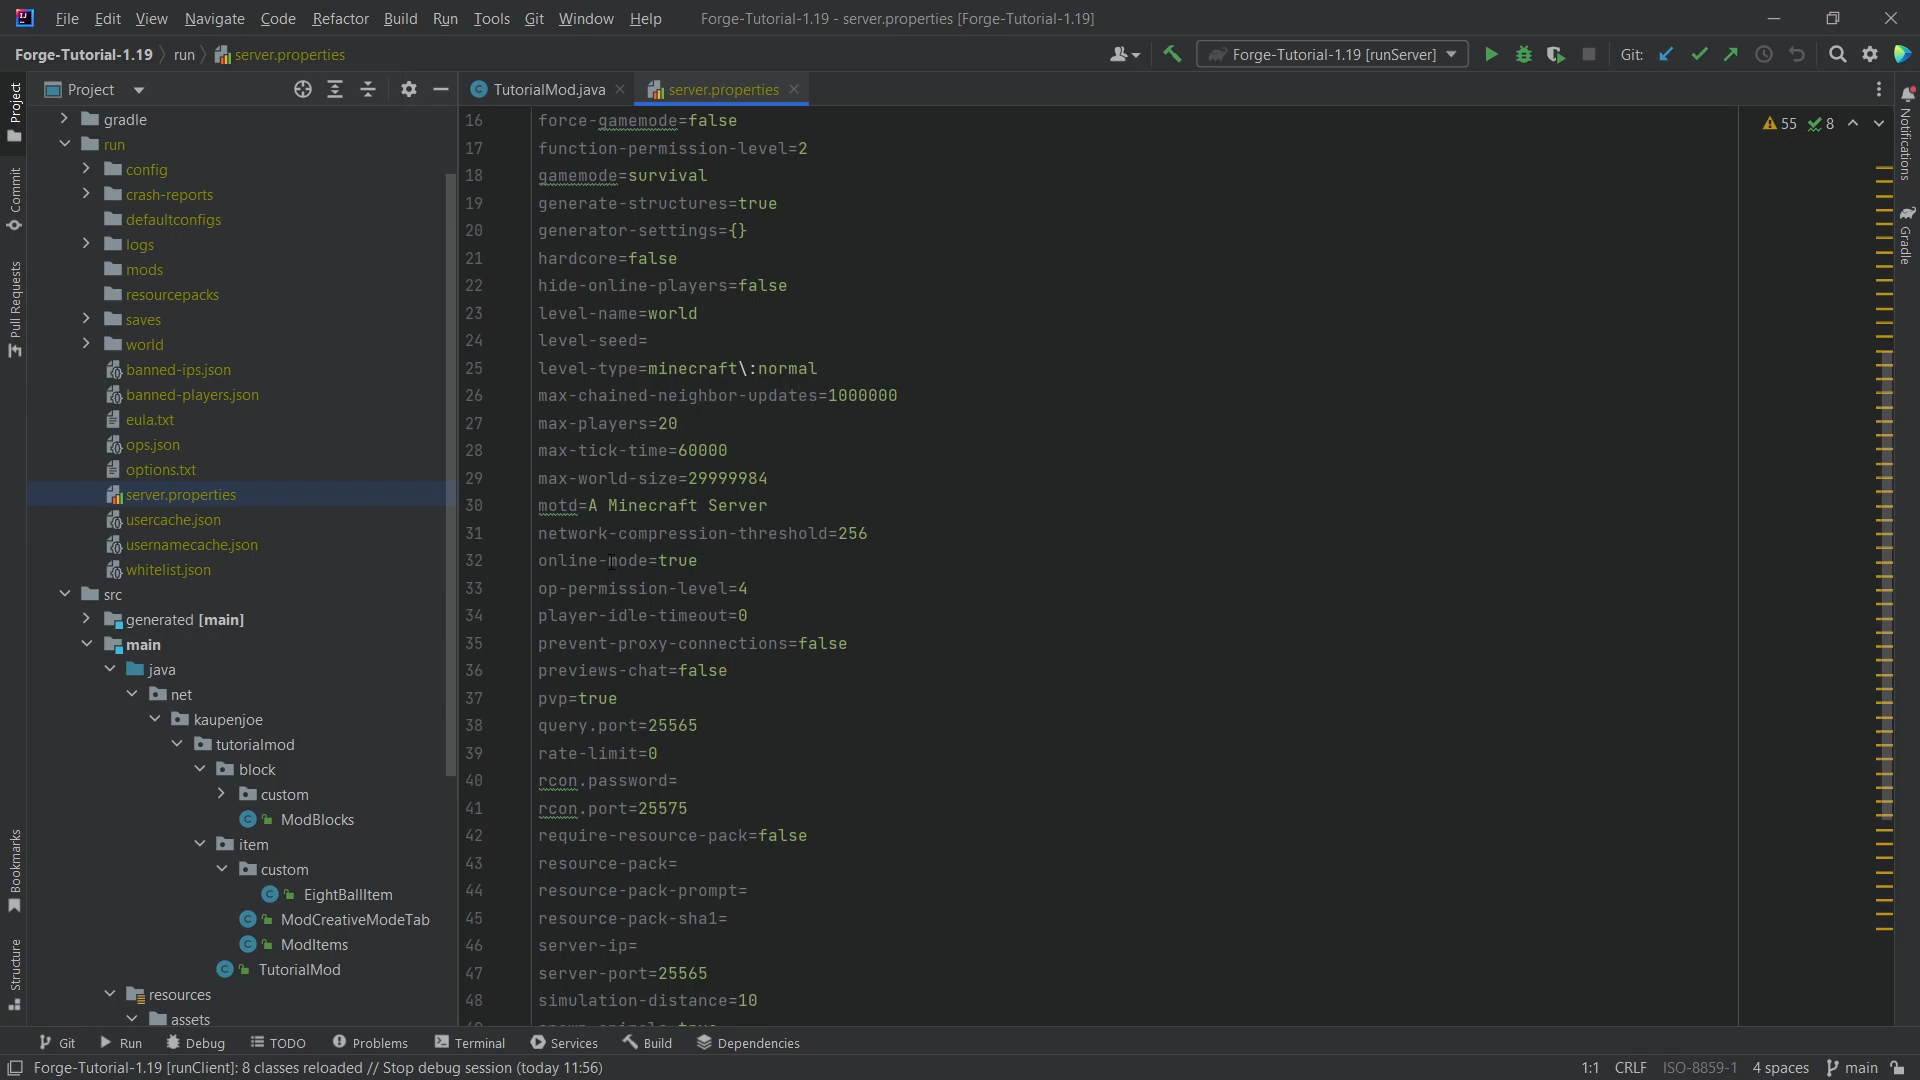 File Edit View Navigate Code Refactor Build Run Tools Git Window Help Forge-Tutorial-1.19 - server.properties [Forge-Tutorial-1.19]
Forge-Tutorial-1.19 run server.properties Forge-Tutorial-1.19 [runServer] Git:
Project TutorialMod.java server.properties
Project
Commit
Pull Requests
Bookmarks
Structure
gradle
run
config
crash-reports
defaultconfigs
logs
mods
resourcepacks
saves
world
banned-ips.json
banned-players.json
eula.txt
ops.json
options.txt
server.properties
usercache.json
usernamecache.json
whitelist.json
src
generated [main]
main
java
net
kaupenjoe
tutorialmod
block
custom
ModBlocks
item
custom
EightBallItem
ModCreativeModeTab
ModItems
TutorialMod
resources
assets
16 force-gamemode=false
17 function-permission-level=2
18 gamemode=survival
19 generate-structures=true
20 generator-settings={}
21 hardcore=false
22 hide-online-players=false
23 level-name=world
24 level-seed=
25 level-type=minecraft\:normal
26 max-chained-neighbor-updates=1000000
27 max-players=20
28 max-tick-time=60000
29 max-world-size=29999984
30 motd=A Minecraft Server
31 network-compression-threshold=256
32 online-mode=true
33 op-permission-level=4
34 player-idle-timeout=0
35 prevent-proxy-connections=false
36 previews-chat=false
37 pvp=true
38 query.port=25565
39 rate-limit=0
40 rcon.password=
41 rcon.port=25575
42 require-resource-pack=false
43 resource-pack=
44 resource-pack-prompt=
45 resource-pack-sha1=
46 server-ip=
47 server-port=25565
48 simulation-distance=10
55 8
Notifications
Gradle
Git Run Debug TODO Problems Terminal Services Build Dependencies
Forge-Tutorial-1.19 [runClient]: 8 classes reloaded // Stop debug session (today 11:56) 1:1 CRLF ISO-8859-1 4 spaces main